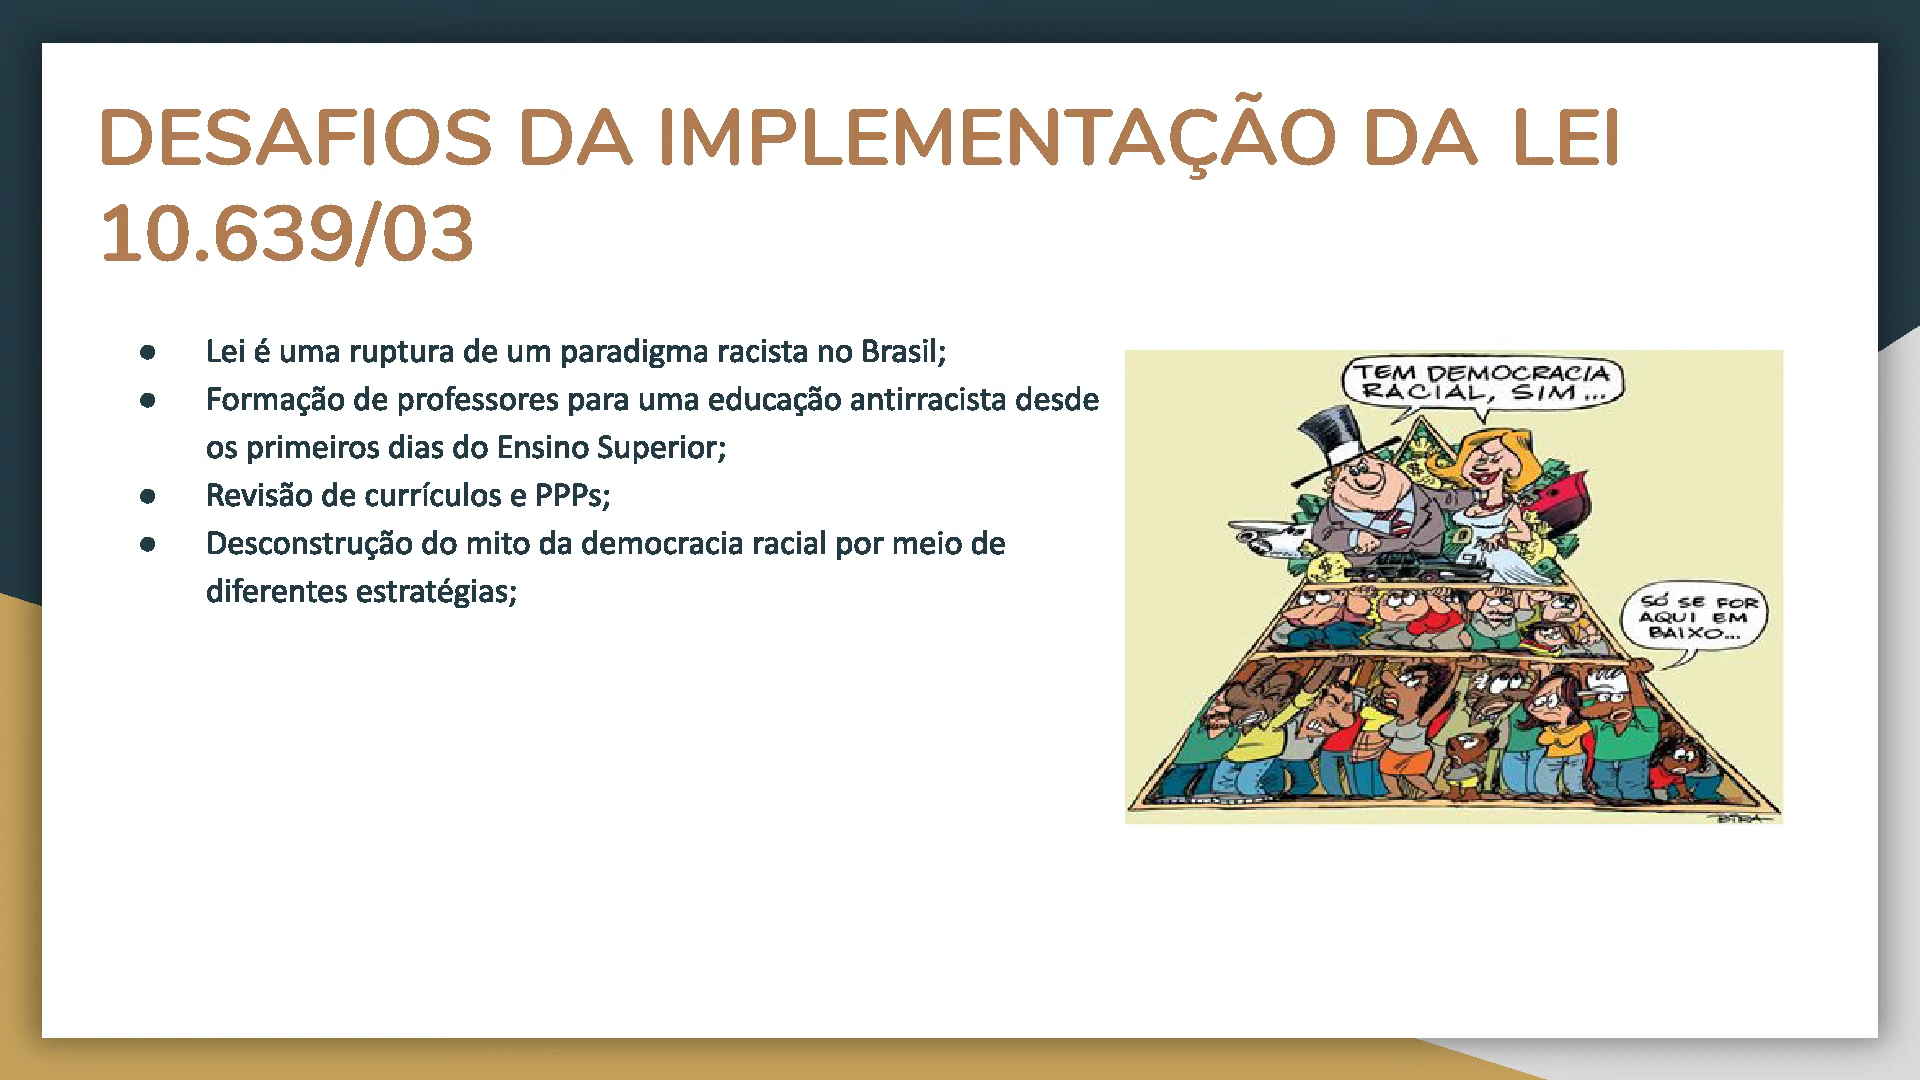 DESAFIOS DA IMPLEMENTAÇÃO DA LEI
10.639/03
● Lei é uma ruptura de um paradigma racista no Brasil;
● Formação de professores para uma educação antirracista desde
os primeiros dias do Ensino Superior;
● Revisão de currículos e PPPs;
● Desconstrução do mito da democracia racial por meio de
diferentes estratégias;
TEM DEMOCRACIA
RACIAL, SIM...
SÓ SE FOR
AQUI EM
BAIXO...